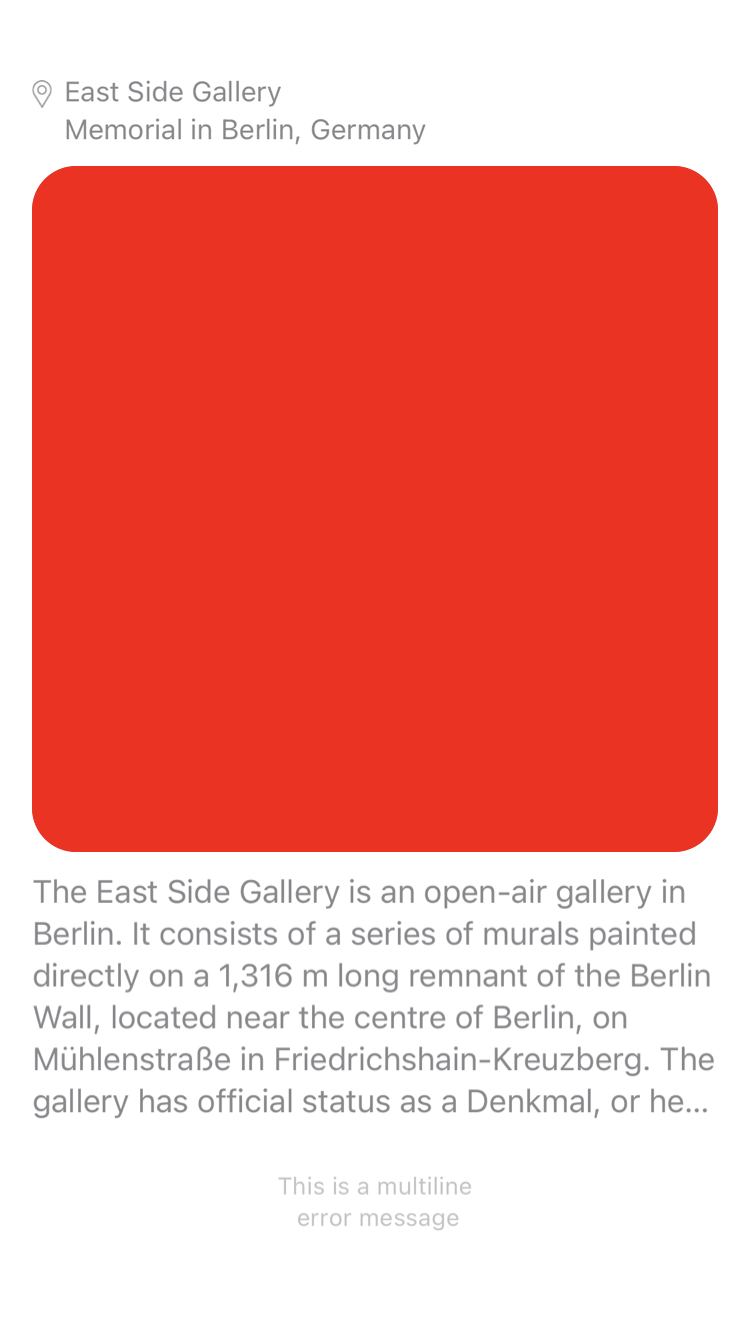 East Side Gallery
Memorial in Berlin, Germany
The East Side Gallery is an open-air gallery in
Berlin. It consists of a series of murals painted
directly on a 1,316 m long remnant of the Berlin
Wall, located near the centre of Berlin, on
Mühlenstraße in Friedrichshain-Kreuzberg. The
gallery has official status as a Denkmal, or he...
This is a multiline
error message